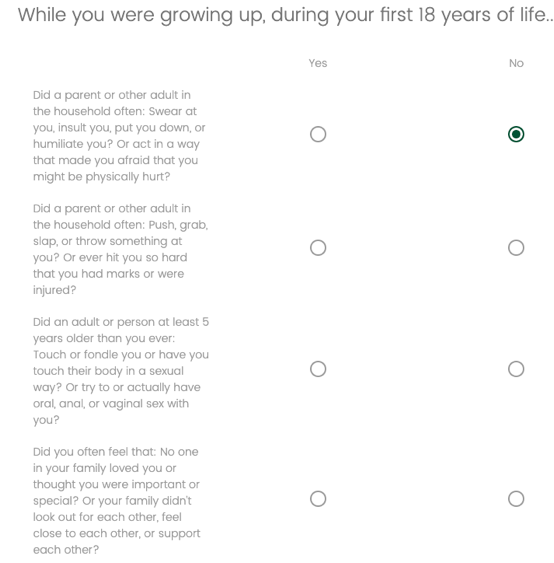 While you were growing up, during your first 18 years of life..
Yes No
Did a parent or other adult in
the household often: Swear at
you, insult you, put you down, or
humiliate you? Or act in a way
that made you afraid that you
might be physically hurt?
Did a parent or other adult in
the household often: Push, grab,
slap, or throw something at
you? Or ever hit you so hard
that you had marks or were
injured?
Did an adult or person at least 5
years older than you ever:
Touch or fondle you or have you
touch their body in a sexual
way? Or try to or actually have
oral, anal, or vaginal sex with
you?
Did you often feel that: No one
in your family loved you or
thought you were important or
special? Or your family didn't
look out for each other, feel
close to each other, or support
each other?